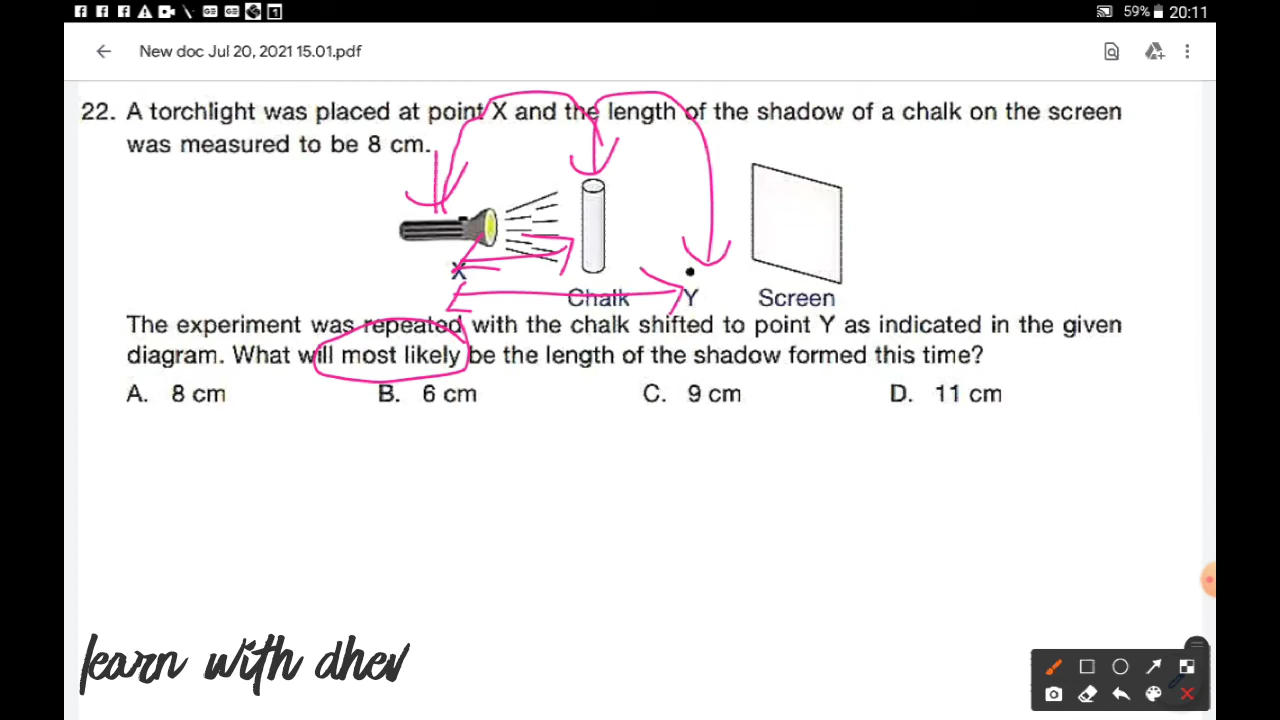 59% 20:11
New doc Jul 20, 2021 15.01.pdf
22. A torchlight was placed at point X and the length of the shadow of a chalk on the screen
was measured to be 8 cm.
X
Chalk Y Screen
The experiment was repeated with the chalk shifted to point Y as indicated in the given
diagram. What will most likely be the length of the shadow formed this time?
A. 8 cm B. 6 cm C. 9 cm D. 11 cm
learn with dhev